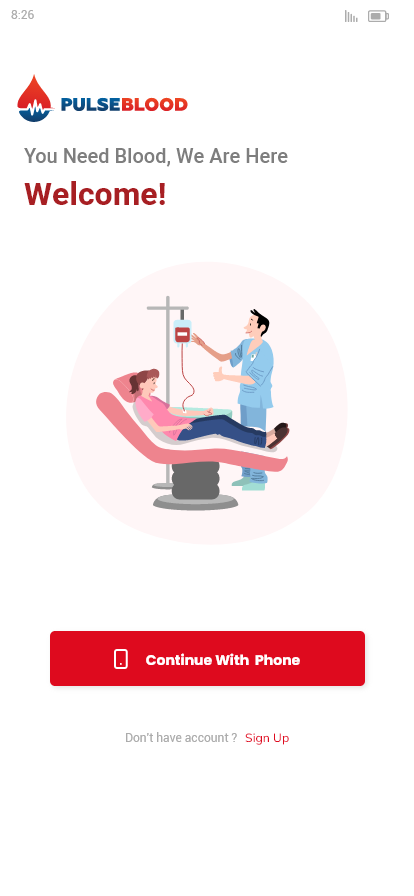 8:26
PULSEBLOOD
You Need Blood, We Are Here
Welcome!
Continue With Phone
Don't have account ? Sign Up